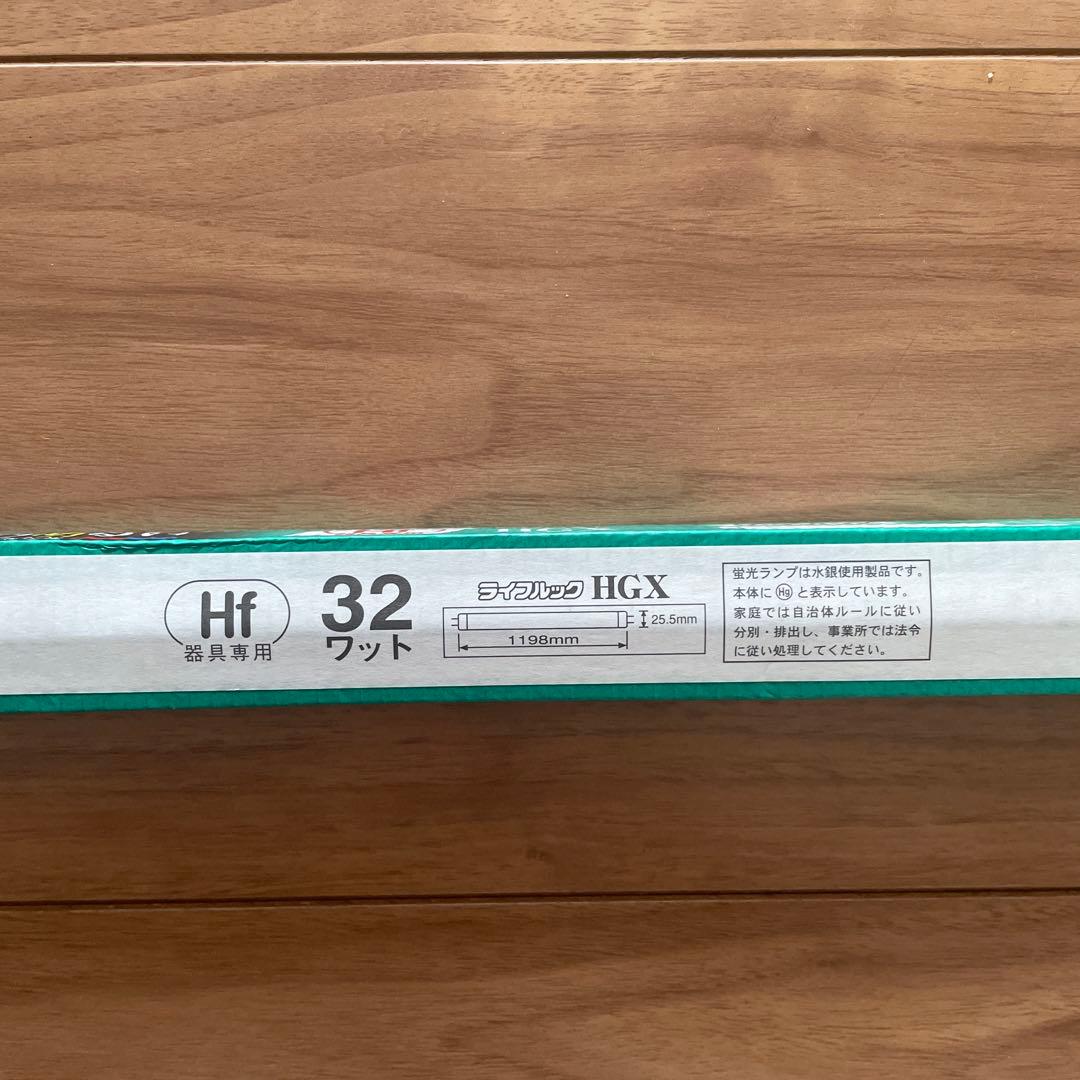 Hf
器具専用
32
ワット
ライフルック HGX
25.5mm
1198mm
蛍光ランプは水銀使用製品です。
本体に Hg と表示しています。
家庭では自治体ルールに従い
分別・排出し、事業所では法令
に従い処理してください。